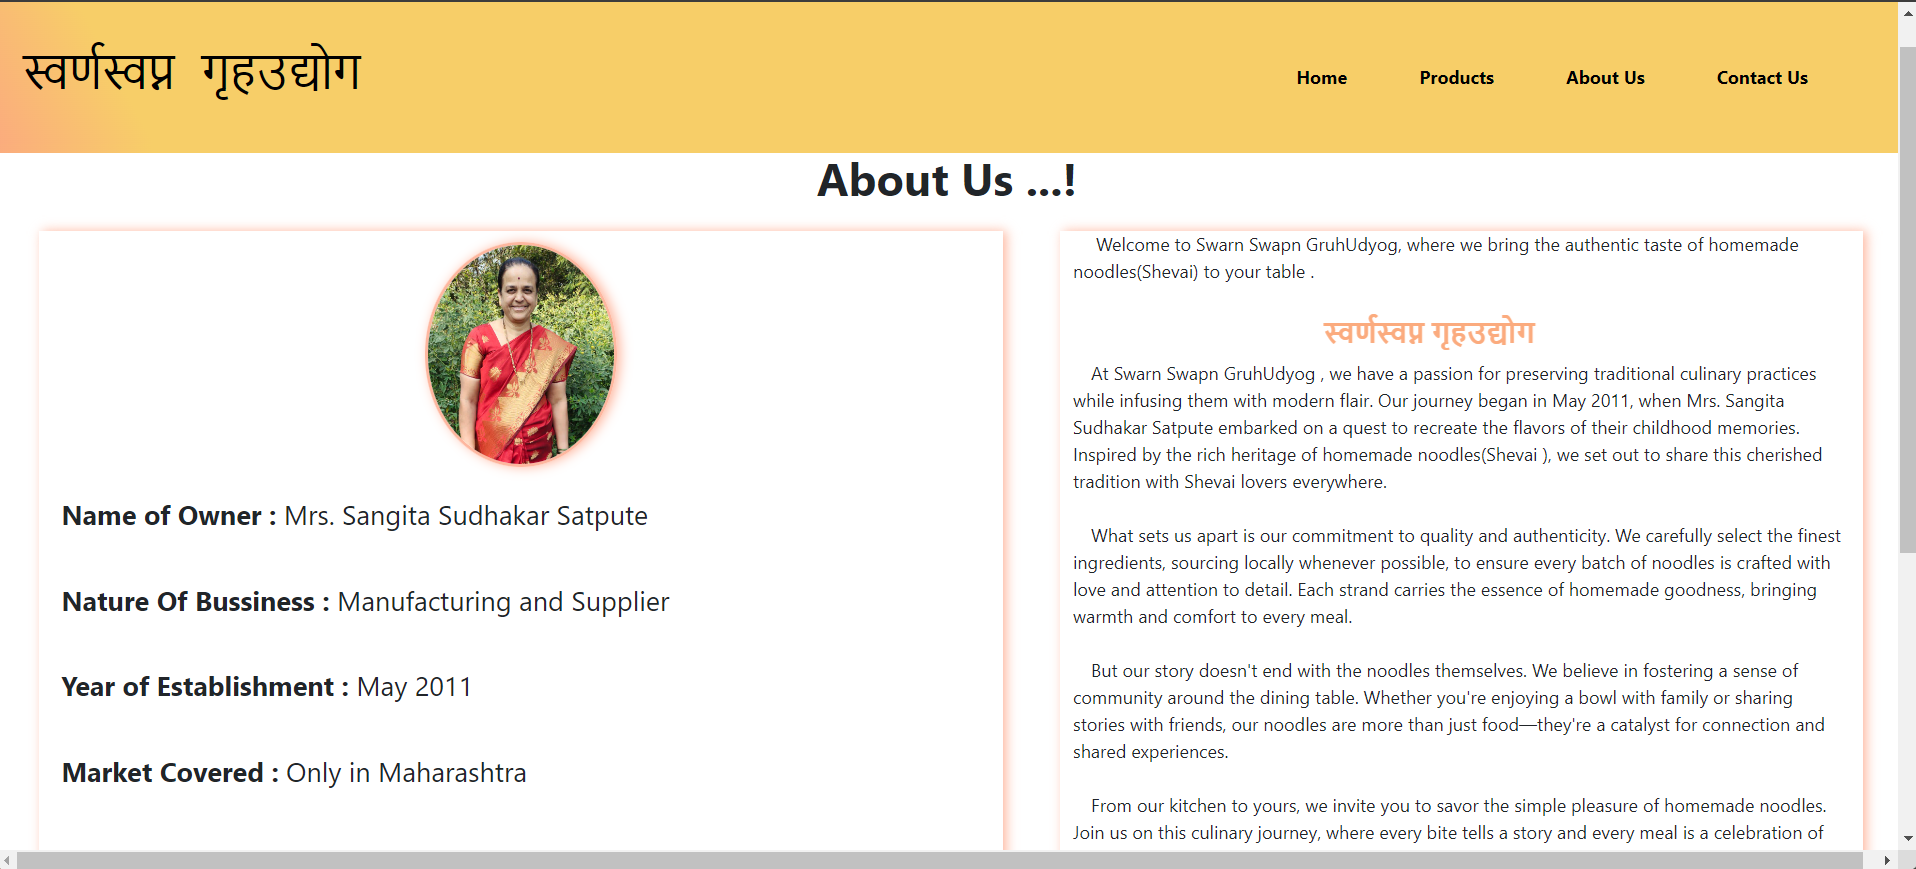 स्वर्णस्वप्न गृहउद्योग
Home Products About Us Contact Us
About Us ...!
Name of Owner : Mrs. Sangita Sudhakar Satpute
Nature Of Bussiness : Manufacturing and Supplier
Year of Establishment : May 2011
Market Covered : Only in Maharashtra
Welcome to Swarn Swapn GruhUdyog, where we bring the authentic taste of homemade
noodles(Shevai) to your table .
स्वर्णस्वप्न गृहउद्योग
At Swarn Swapn GruhUdyog , we have a passion for preserving traditional culinary practices
while infusing them with modern flair. Our journey began in May 2011, when Mrs. Sangita
Sudhakar Satpute embarked on a quest to recreate the flavors of their childhood memories.
Inspired by the rich heritage of homemade noodles(Shevai ), we set out to share this cherished
tradition with Shevai lovers everywhere.
What sets us apart is our commitment to quality and authenticity. We carefully select the finest
ingredients, sourcing locally whenever possible, to ensure every batch of noodles is crafted with
love and attention to detail. Each strand carries the essence of homemade goodness, bringing
warmth and comfort to every meal.
But our story doesn't end with the noodles themselves. We believe in fostering a sense of
community around the dining table. Whether you're enjoying a bowl with family or sharing
stories with friends, our noodles are more than just food—they're a catalyst for connection and
shared experiences.
From our kitchen to yours, we invite you to savor the simple pleasure of homemade noodles.
Join us on this culinary journey, where every bite tells a story and every meal is a celebration of